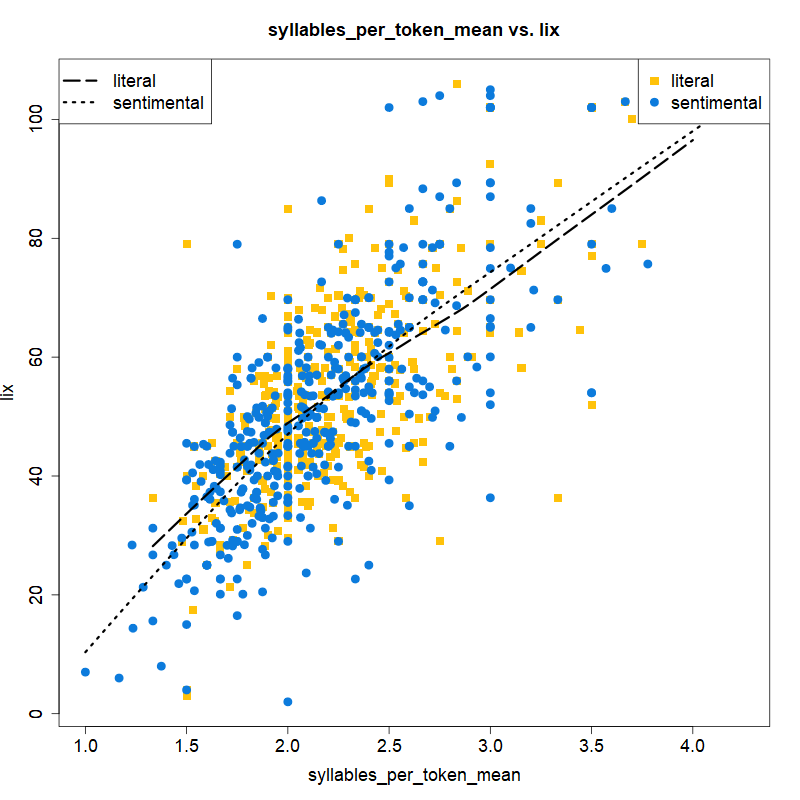 syllables_per_token_mean vs. lix
literal
sentimental
literal
sentimental
lix
100
80
60
40
20
0
1.0 1.5 2.0 2.5 3.0 3.5 4.0
syllables_per_token_mean